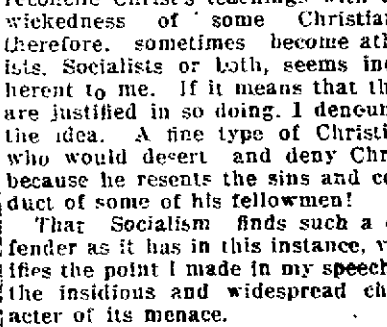 reconcile Christ's teachings with
wickedness of some Christian
therefore, sometimes become ath
ists, Socialists or both, seems inc
herent to me. If it means that th
are justified in so doing, I denoun
the idea. A fine type of Christi
who would desert and deny Chr
because he resents the sins and co
duct of some of his fellowmen!
That Socialism finds such a
fender as it has in this instance, v
ifies the point I made in my speech
the insidious and widespread ch
acter of its menace.